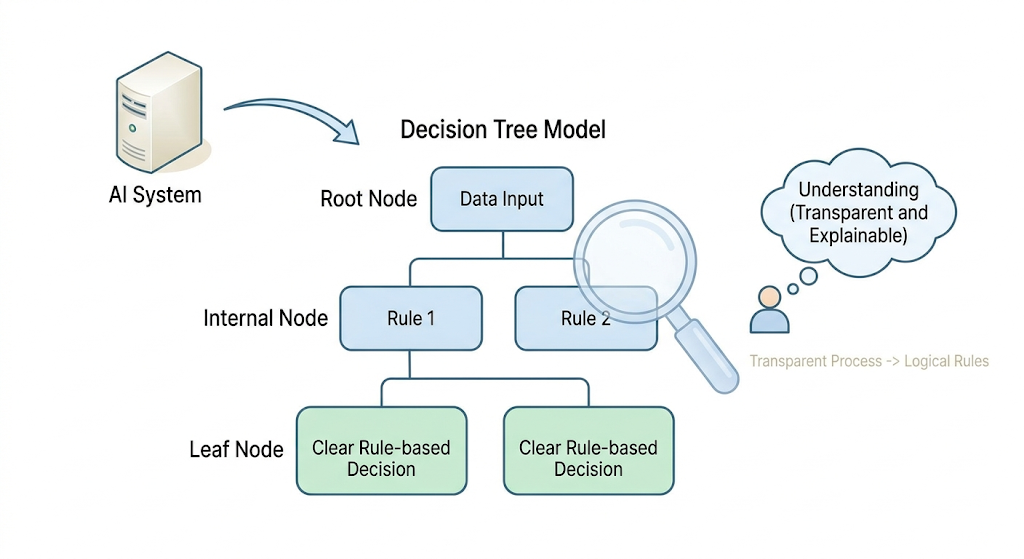 AI System
Decision Tree Model
Root Node
Data Input
Understanding
(Transparent and
Explainable)
Internal Node
Rule 1
Rule 2
Transparent Process -> Logical Rules
Leaf Node
Clear Rule-based
Decision
Clear Rule-based
Decision